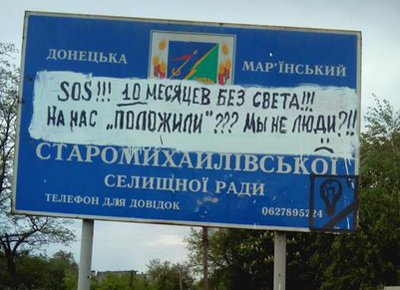 ДОНЕЦЬКА МАР'ЇНСЬКИЙ
SOS!!! 10 МЕСЯЦЕВ БЕЗ СВЕТА!!!
НА НАС „ПОЛОЖИЛИ"??? МЫ НЕ ЛЮДИ?!!
СТАРОМИХАЙЛІВСЬКОЇ
СЕЛИЩНОЇ РАДИ
ТЕЛЕФОН ДЛЯ ДОВІДОК 0627895224